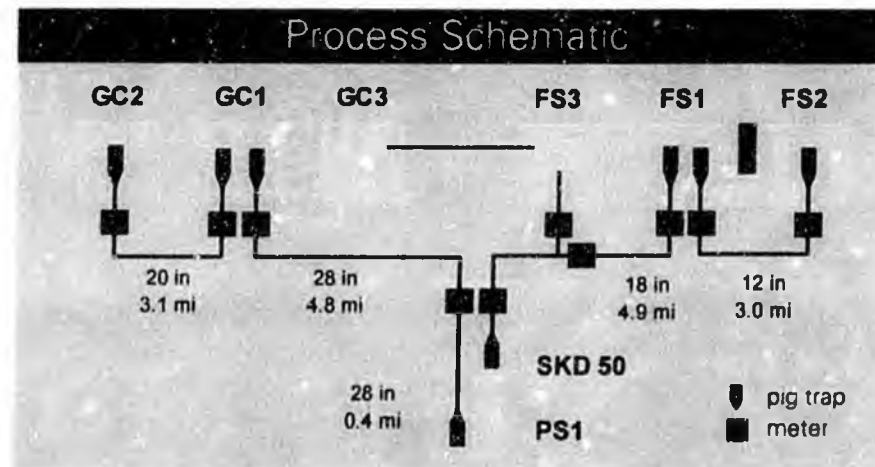 Process Schematic
GC2 GC1 GC3 FS3 FS1 FS2
20 in
3.1 mi
28 in
4.8 mi
18 in
4.9 mi
12 in
3.0 mi
SKD 50
28 in
0.4 mi
PS1
pig trap
meter